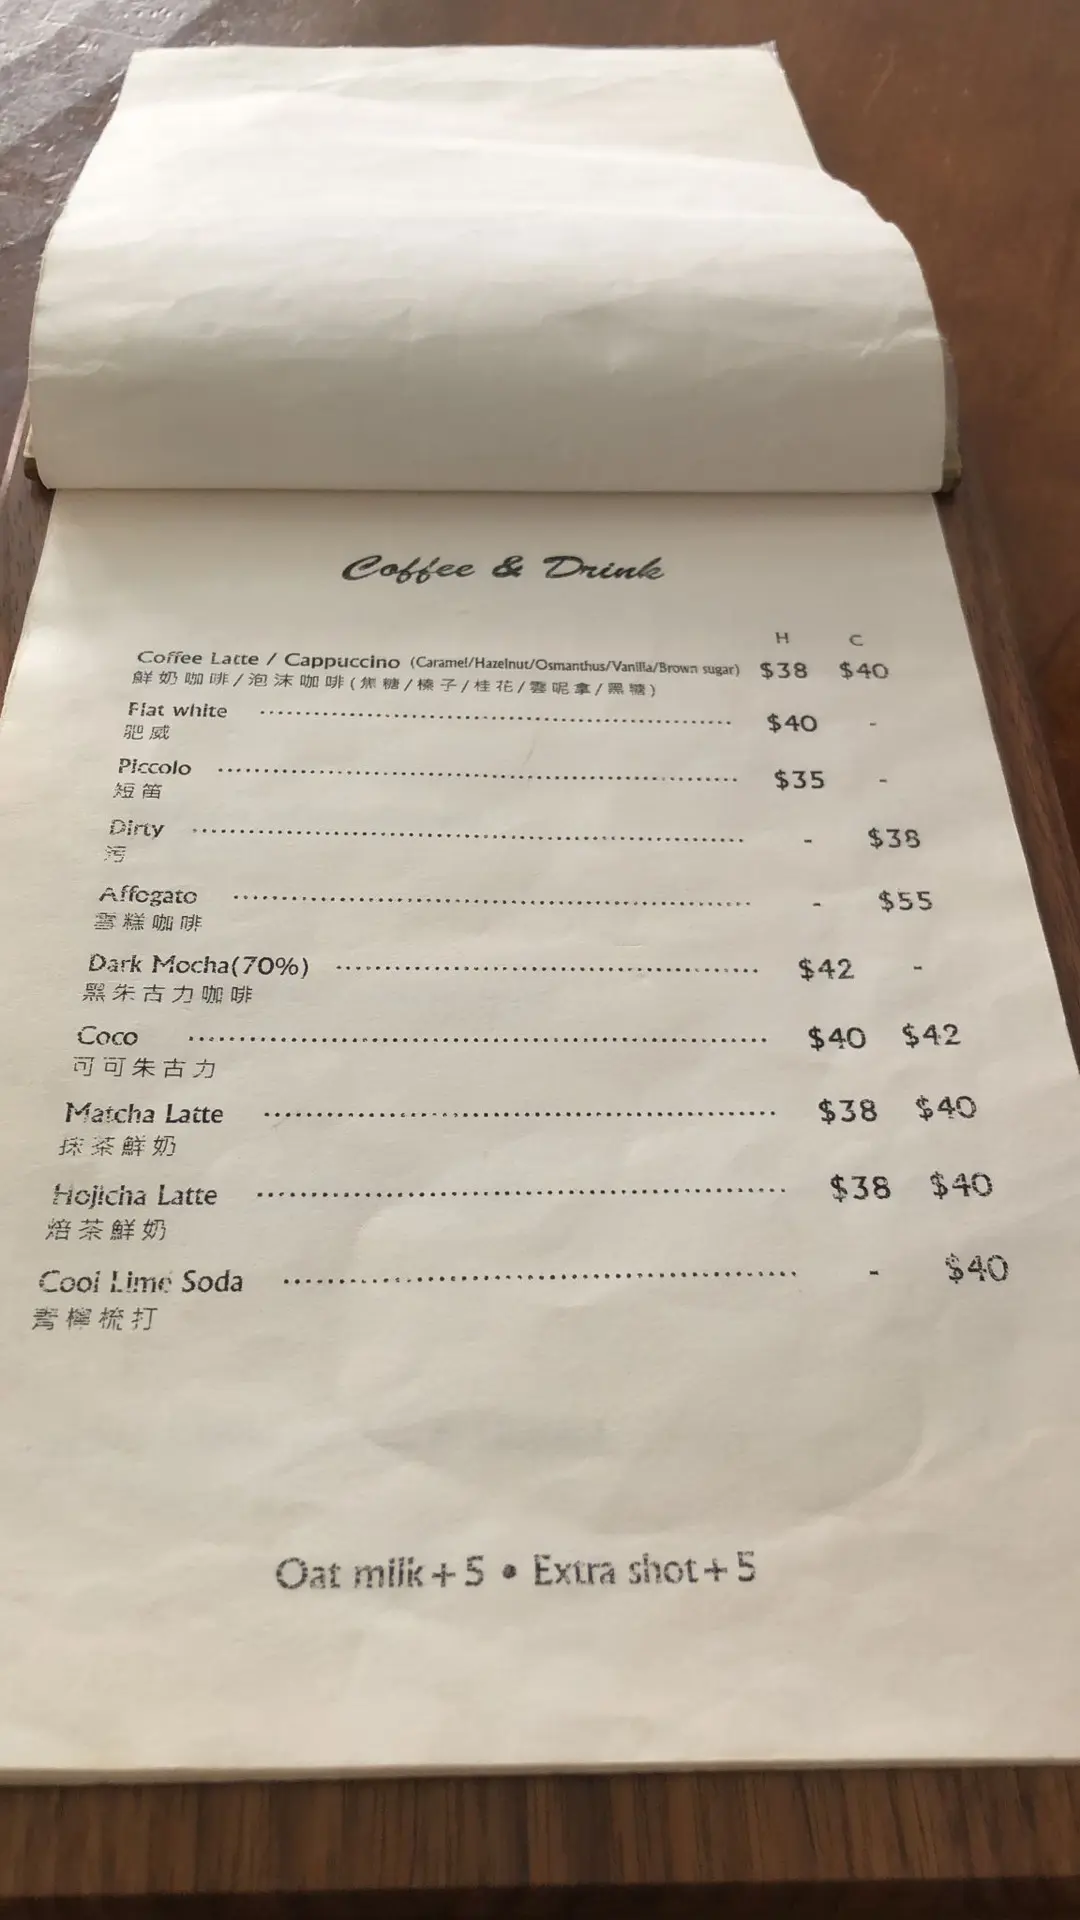 Coffee & Drink
H C
Coffee Latte / Cappuccino (Caramel/Hazelnut/Osmanthus/Vanilla/Brown sugar) $38 $40
鮮奶咖啡/泡沫咖啡(焦糖/榛子/桂花/雲呢拿/黑糖)
Flat white ........ $40 -
肥威
Piccolo ........ $35 -
短笛
Dirty ........ - $38
污
Affogato ........ - $55
雪糕咖啡
Dark Mocha(70%) ........ $42 -
黑朱古力咖啡
Coco ........ $40 $42
可可朱古力
Matcha Latte ........ $38 $40
抹茶鮮奶
Hojicha Latte ........ $38 $40
焙茶鮮奶
Cool Lime Soda ........ - $40
青檸梳打
Oat milk+5 • Extra shot+5